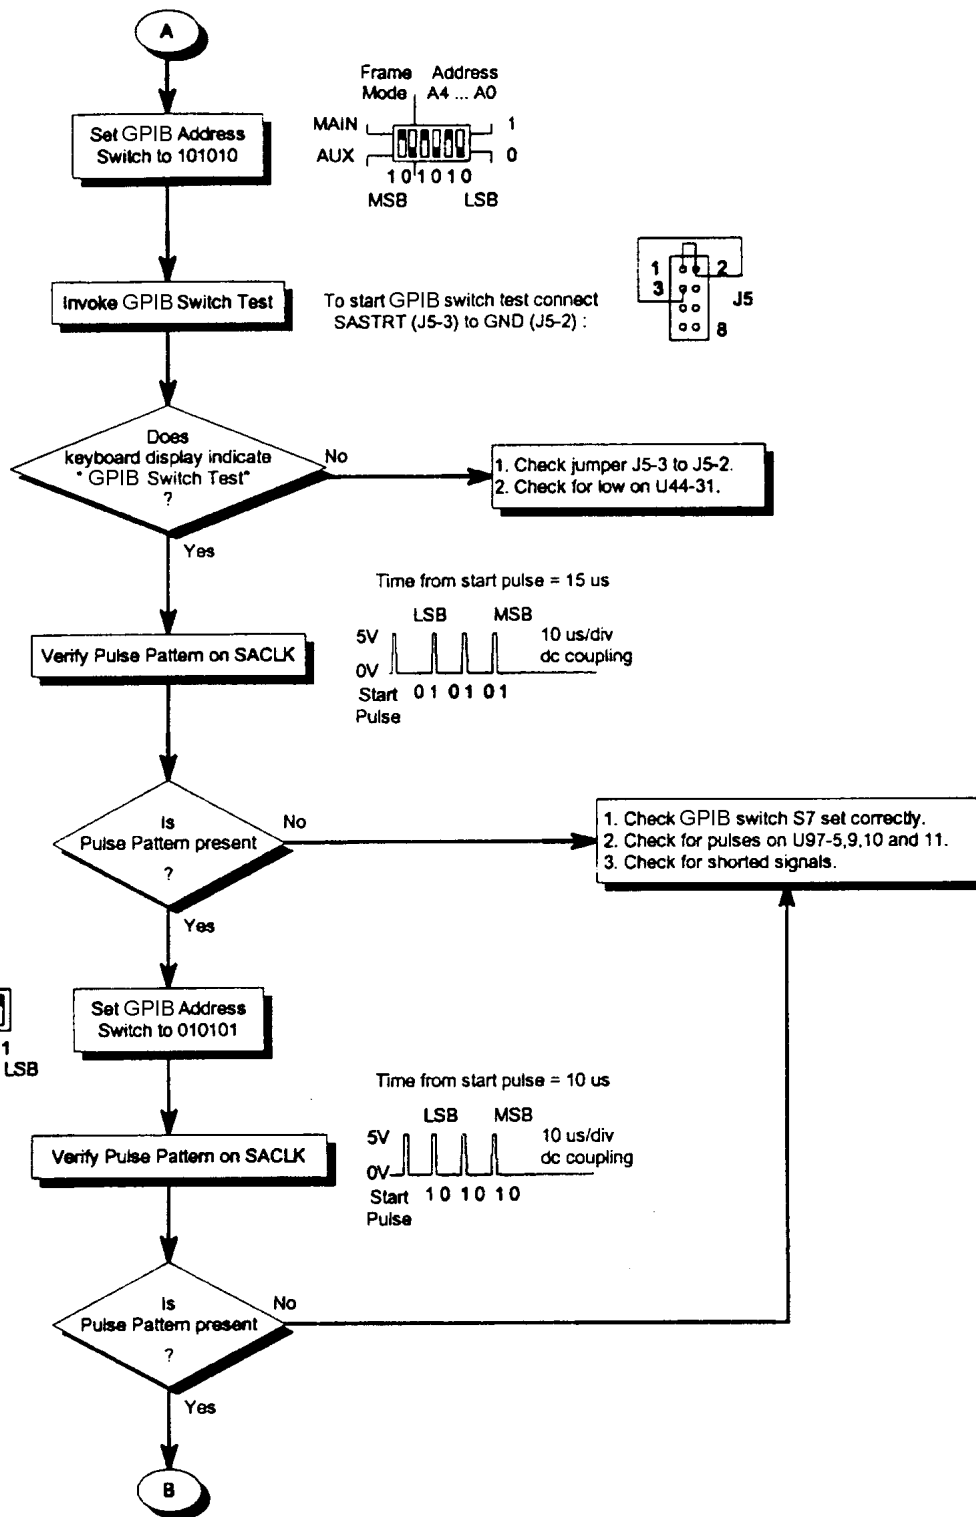 A
Set GPIB Address
Switch to 101010
Frame Address
Mode A4 ... A0
MAIN 1
AUX 0
1 0 1 0 1 0
MSB LSB
Invoke GPIB Switch Test
To start GPIB switch test connect
SASTRT (J5-3) to GND (J5-2) :
1 2
3 J5
8
Does
keyboard display indicate
" GPIB Switch Test"
?
No
1. Check jumper J5-3 to J5-2.
2. Check for low on U44-31.
Yes
Verify Pulse Pattern on SACLK
Time from start pulse = 15 us
LSB MSB
5V 10 us/div
dc coupling
0V
Start 0 1 0 1 0 1
Pulse
Is
Pulse Pattern present
?
No
1. Check GPIB switch S7 set correctly.
2. Check for pulses on U97-5,9,10 and 11.
3. Check for shorted signals.
Yes
1
LSB
Set GPIB Address
Switch to 010101
Verify Pulse Pattern on SACLK
Time from start pulse = 10 us
LSB MSB
5V 10 us/div
dc coupling
0V
Start 1 0 1 0 1 0
Pulse
Is
Pulse Pattern present
?
No
Yes
B